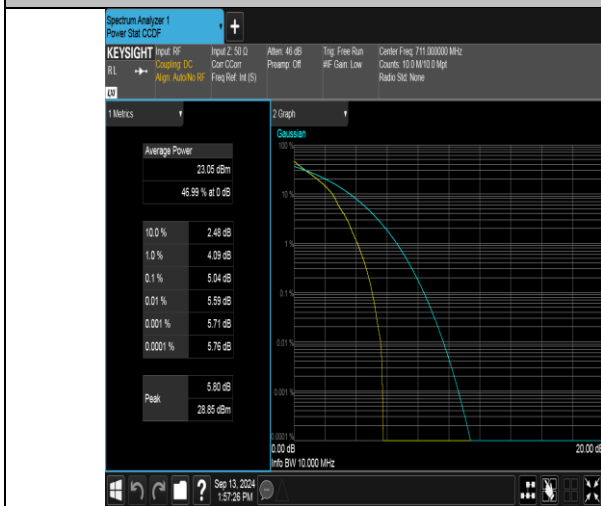 Spectrum Analyzer 1
Power Stat CCDF
KEYSIGHT
Input: RF
Input Z: 50 Ω
Atten: 46 dB
Trig: Free Run
Center Freq: 711.000000 MHz
RL
Coupling: DC
Corr CCorr
Preamp: Off
#IF Gain: Low
Counts: 10.0 M/10.0 Mpt
Align: Auto/No RF
Freq Ref: Int (S)
Radio Std: None
1 Metrics
2 Graph
Average Power
23.05 dBm
46.99 % at 0 dB
10.0 % 2.48 dB
1.0 % 4.09 dB
0.1 % 5.04 dB
0.01 % 5.59 dB
0.001 % 5.71 dB
0.0001 % 5.76 dB
Peak
5.80 dB
28.85 dBm
Gaussian
100 %
10 %
1 %
0.1 %
0.01 %
0.001 %
0.0001 %
0.00 dB
20.00 dB
Info BW 10.000 MHz
Sep 13, 2024
1:57:26 PM